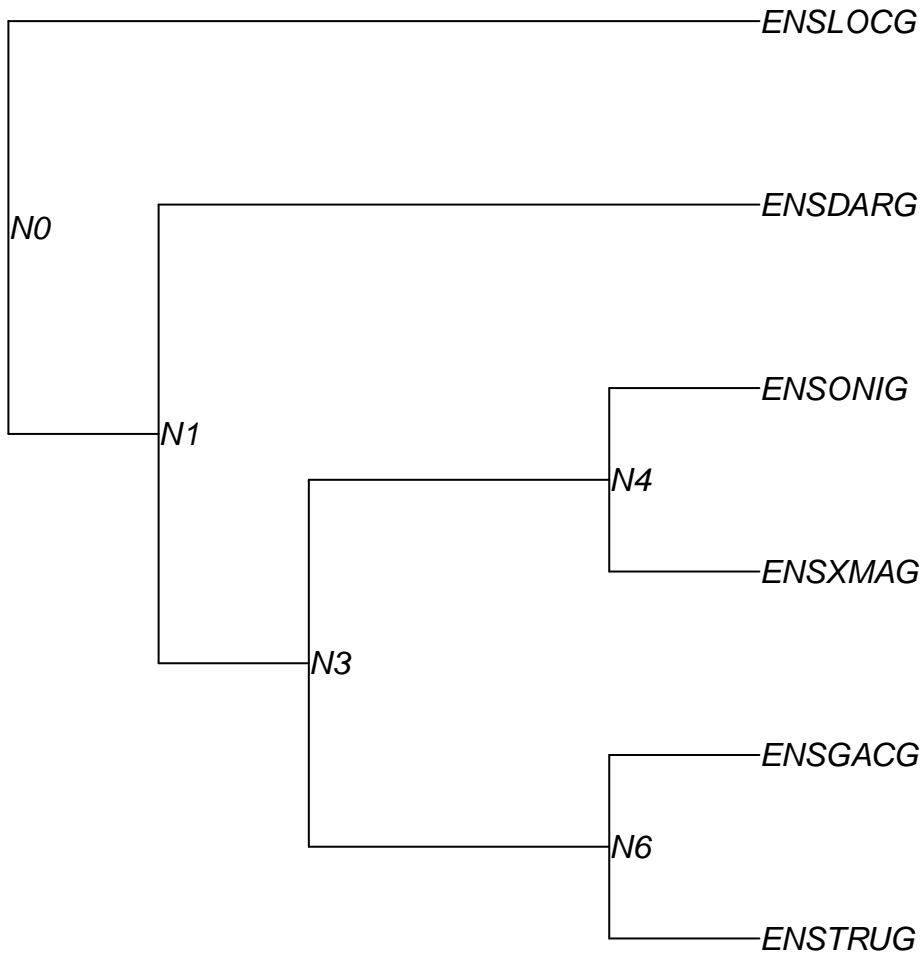 ENSLOCG
ENSDARG
N0
ENSONIG
N1
N4
ENSXMAG
N3
ENSGACG
N6
ENSTRUG